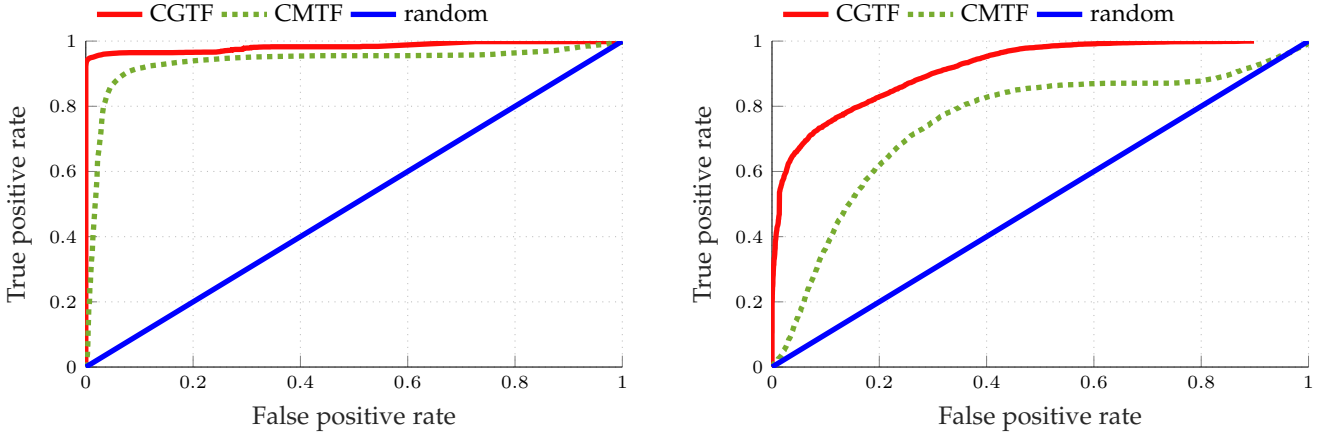 CGTF CMTF random
1
0.8
0.6
0.4
0.2
0
0 0.2 0.4 0.6 0.8 1
True positive rate
False positive rate
CGTF CMTF random
1
0.8
0.6
0.4
0.2
0
0 0.2 0.4 0.6 0.8 1
True positive rate
False positive rate